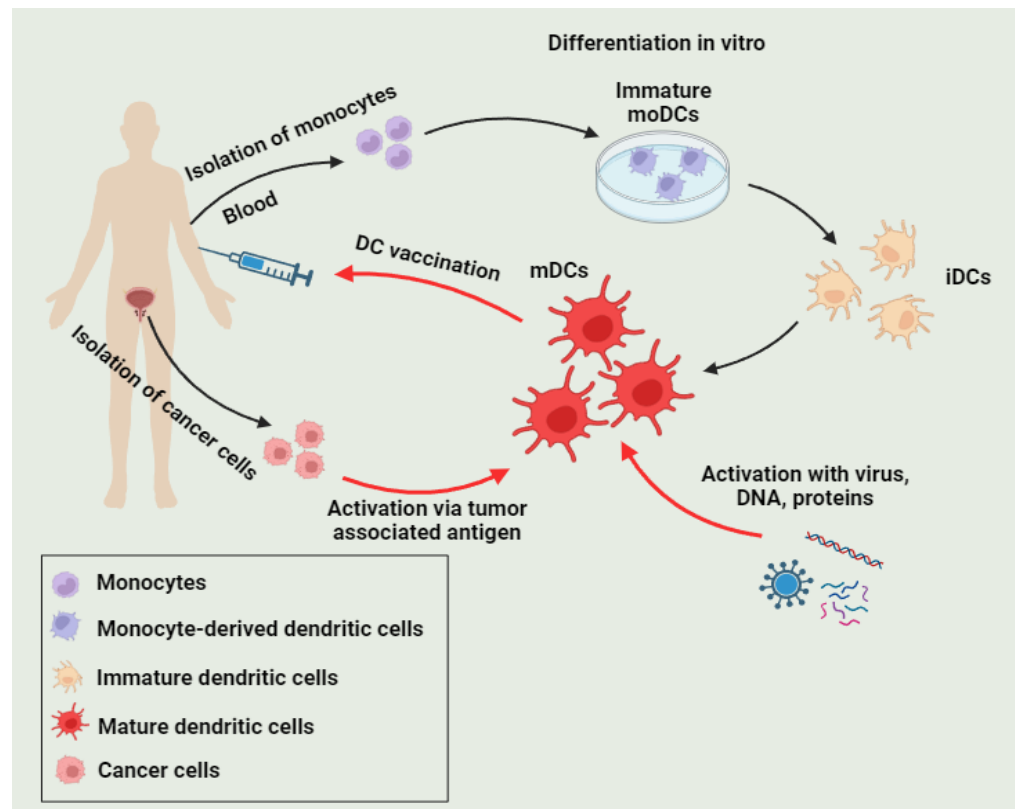 Differentiation in vitro
Immature
moDCs
Isolation of monocytes
Blood
DC vaccination
mDCs
iDCs
Isolation of cancer cells
Activation via tumor
associated antigen
Activation with virus,
DNA, proteins
Monocytes
Monocyte-derived dendritic cells
Immature dendritic cells
Mature dendritic cells
Cancer cells